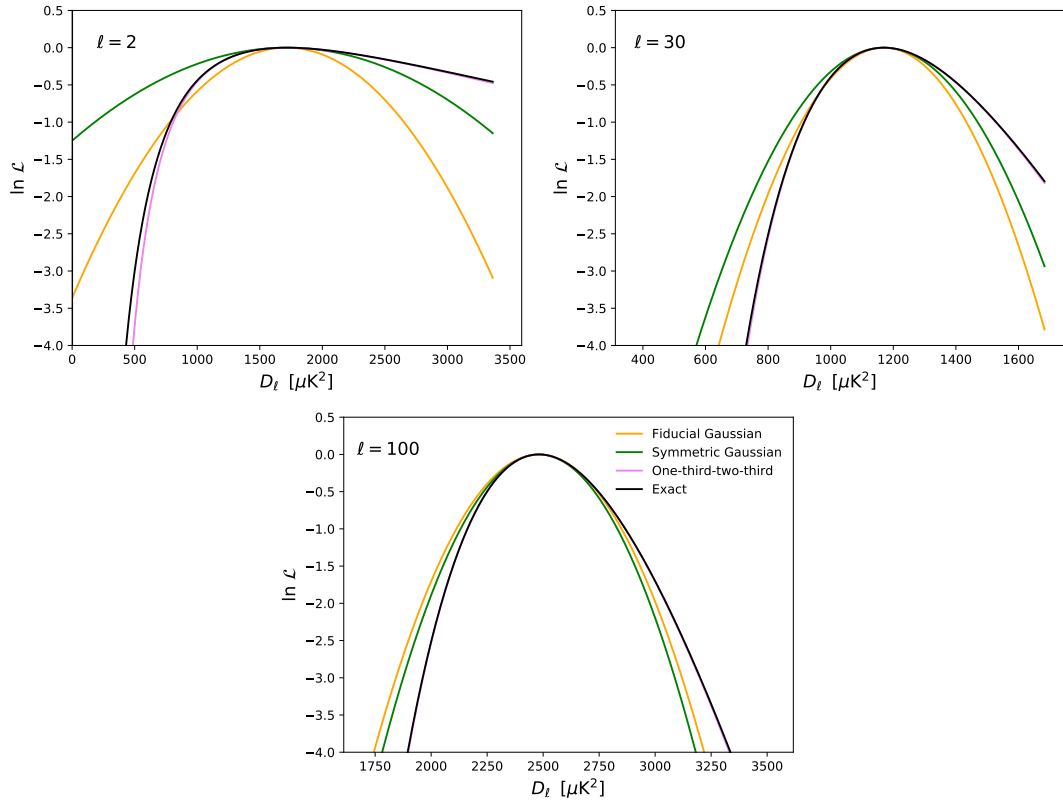 0.5
0.0
−0.5
−1.0
−1.5
−2.0
−2.5
−3.0
−3.5
−4.0
ln ℒ
ℓ = 2
0 500 1000 1500 2000 2500 3000 3500
D_ℓ [μK²]
0.5
0.0
−0.5
−1.0
−1.5
−2.0
−2.5
−3.0
−3.5
−4.0
ln ℒ
ℓ = 30
400 600 800 1000 1200 1400 1600
D_ℓ [μK²]
0.5
0.0
−0.5
−1.0
−1.5
−2.0
−2.5
−3.0
−3.5
−4.0
ln ℒ
ℓ = 100
Fiducial Gaussian
Symmetric Gaussian
One-third-two-third
Exact
1750 2000 2250 2500 2750 3000 3250 3500
D_ℓ [μK²]